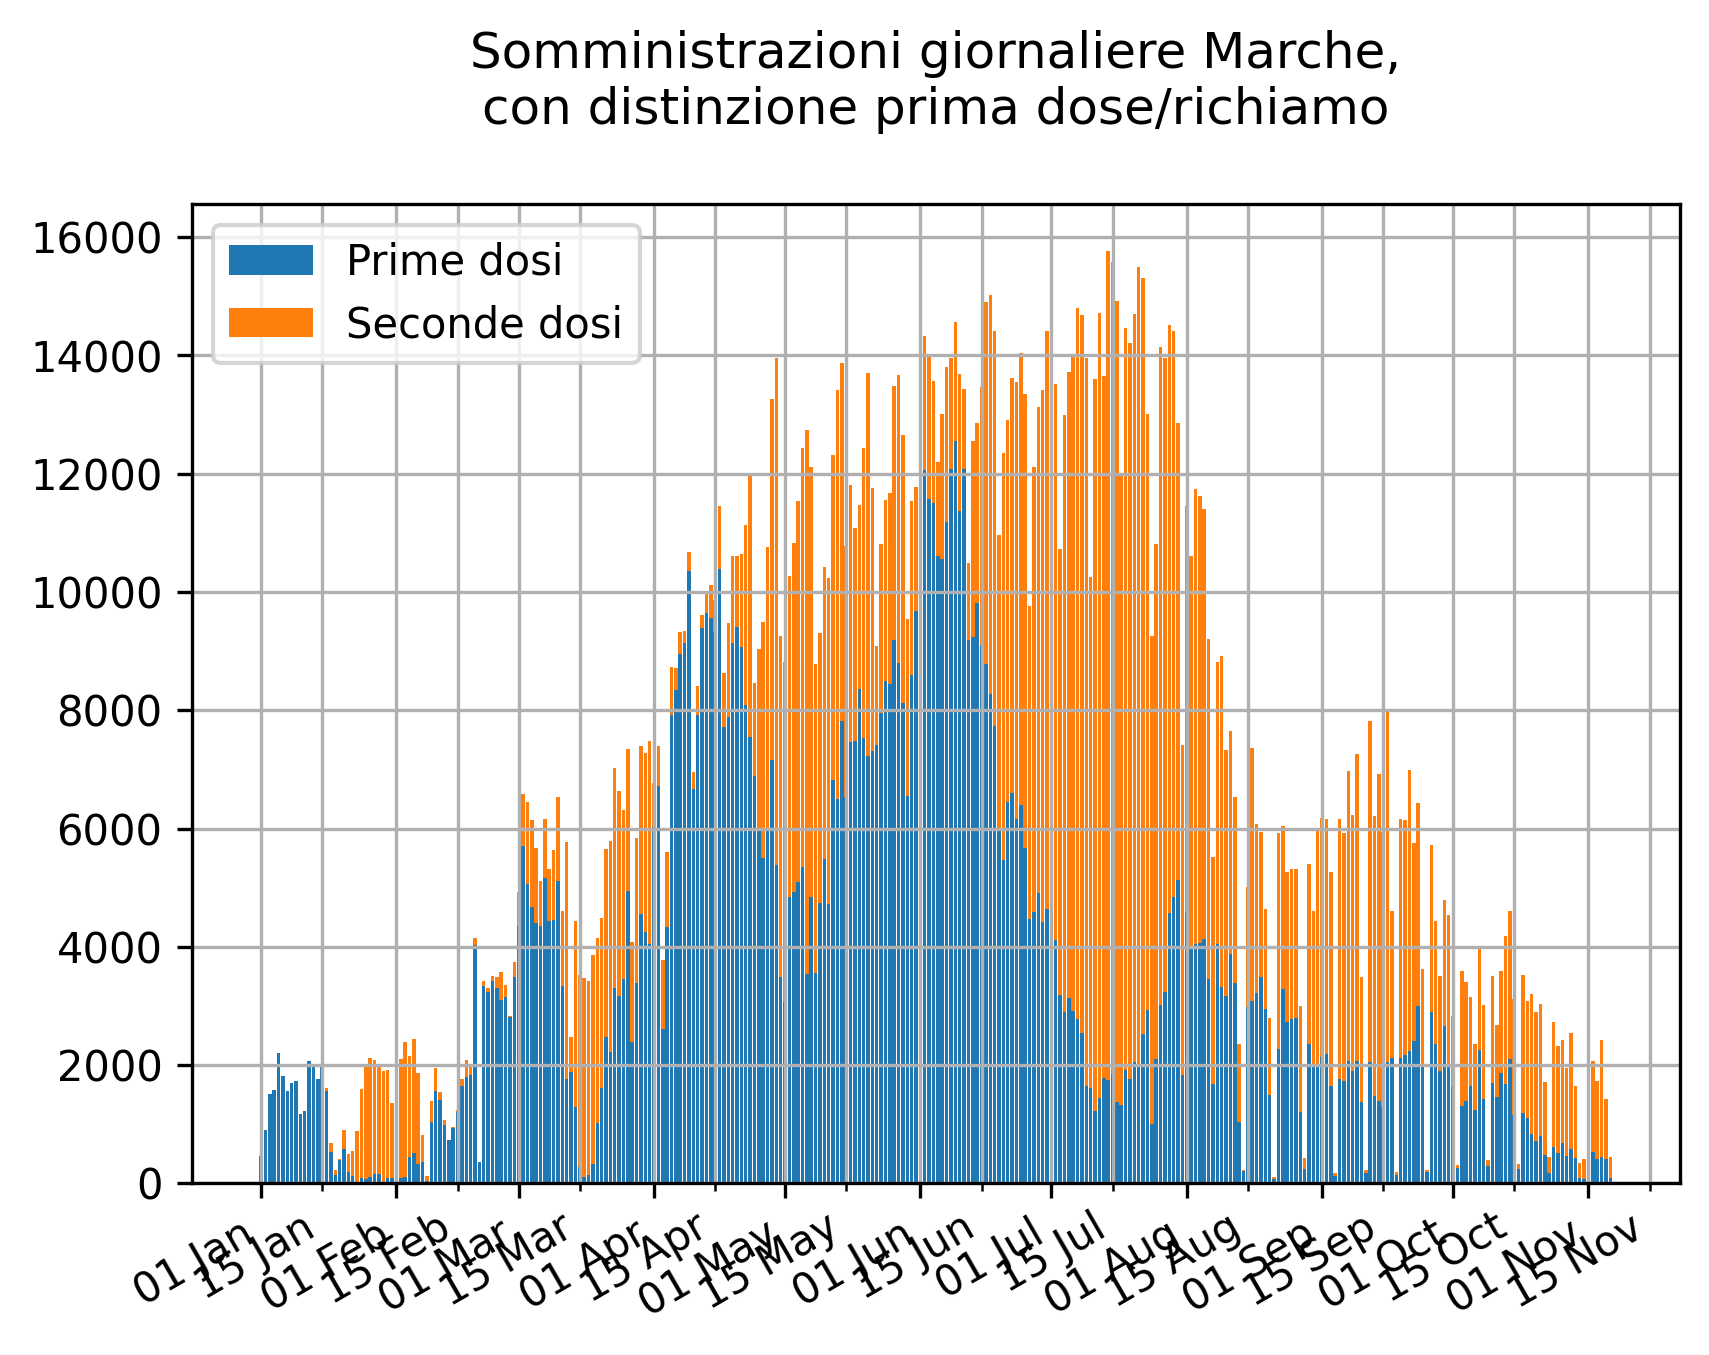 Somministrazioni giornaliere Marche,
con distinzione prima dose/richiamo
Prime dosi
Seconde dosi
16000
14000
12000
10000
8000
6000
4000
2000
0
01 Jan
15 Jan
01 Feb
15 Feb
01 Mar
15 Mar
01 Apr
15 Apr
01 May
15 May
01 Jun
15 Jun
01 Jul
15 Jul
01 Aug
15 Aug
01 Sep
15 Sep
01 Oct
15 Oct
01 Nov
15 Nov